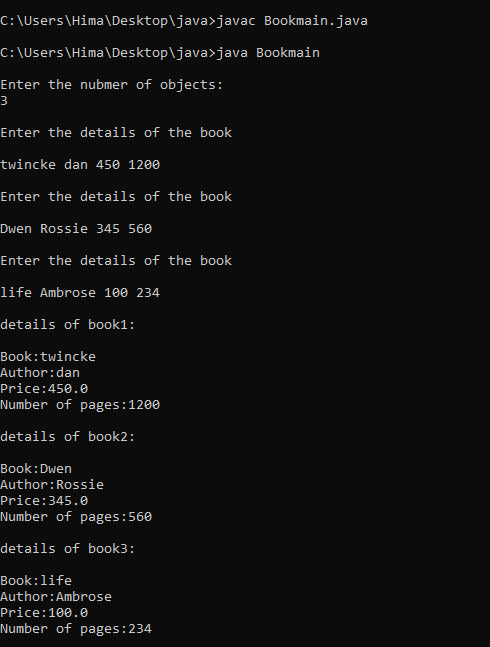 C:\Users\Hima\Desktop\java>javac Bookmain.java
C:\Users\Hima\Desktop\java>java Bookmain
Enter the nubmer of objects:
3
Enter the details of the book
twincke dan 450 1200
Enter the details of the book
Dwen Rossie 345 560
Enter the details of the book
life Ambrose 100 234
details of book1:
Book:twincke
Author:dan
Price:450.0
Number of pages:1200
details of book2:
Book:Dwen
Author:Rossie
Price:345.0
Number of pages:560
details of book3:
Book:life
Author:Ambrose
Price:100.0
Number of pages:234